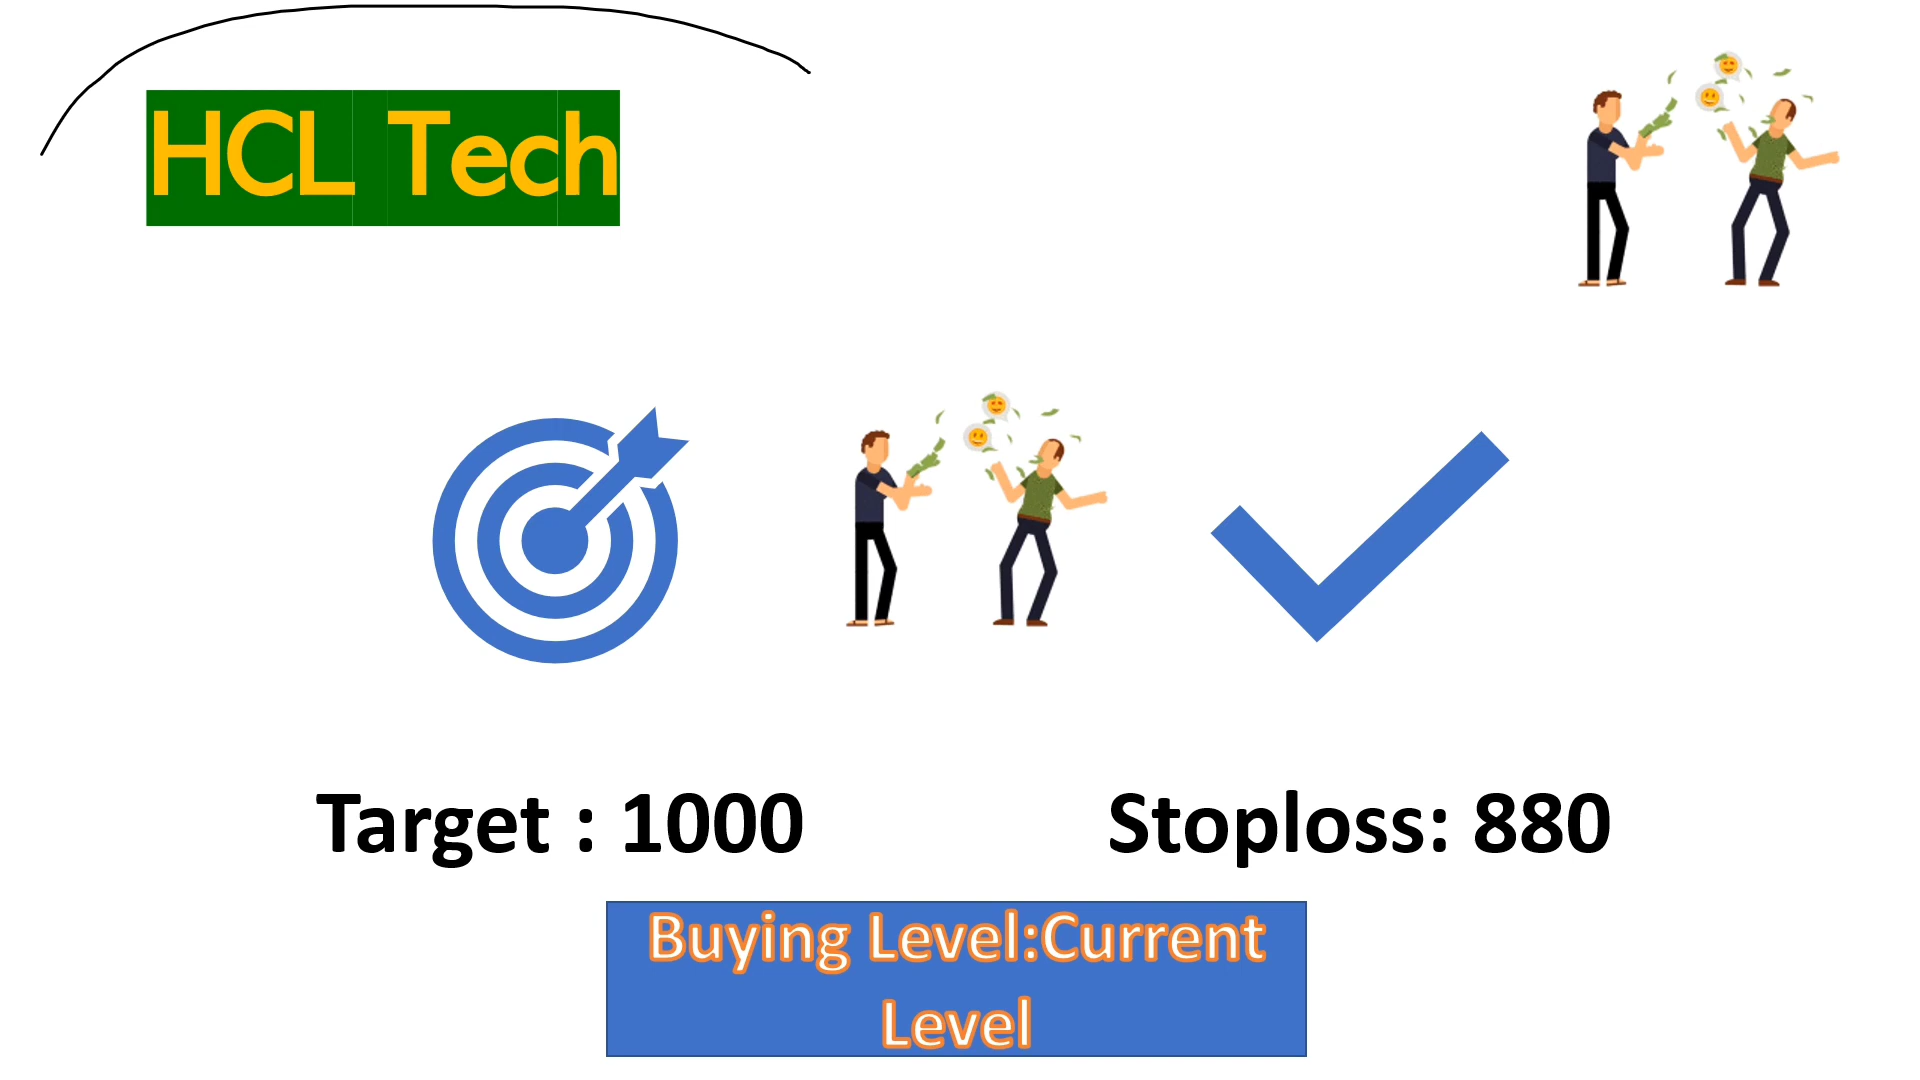 HCL Tech
Target : 1000
Stoploss: 880
Buying Level:Current
Level